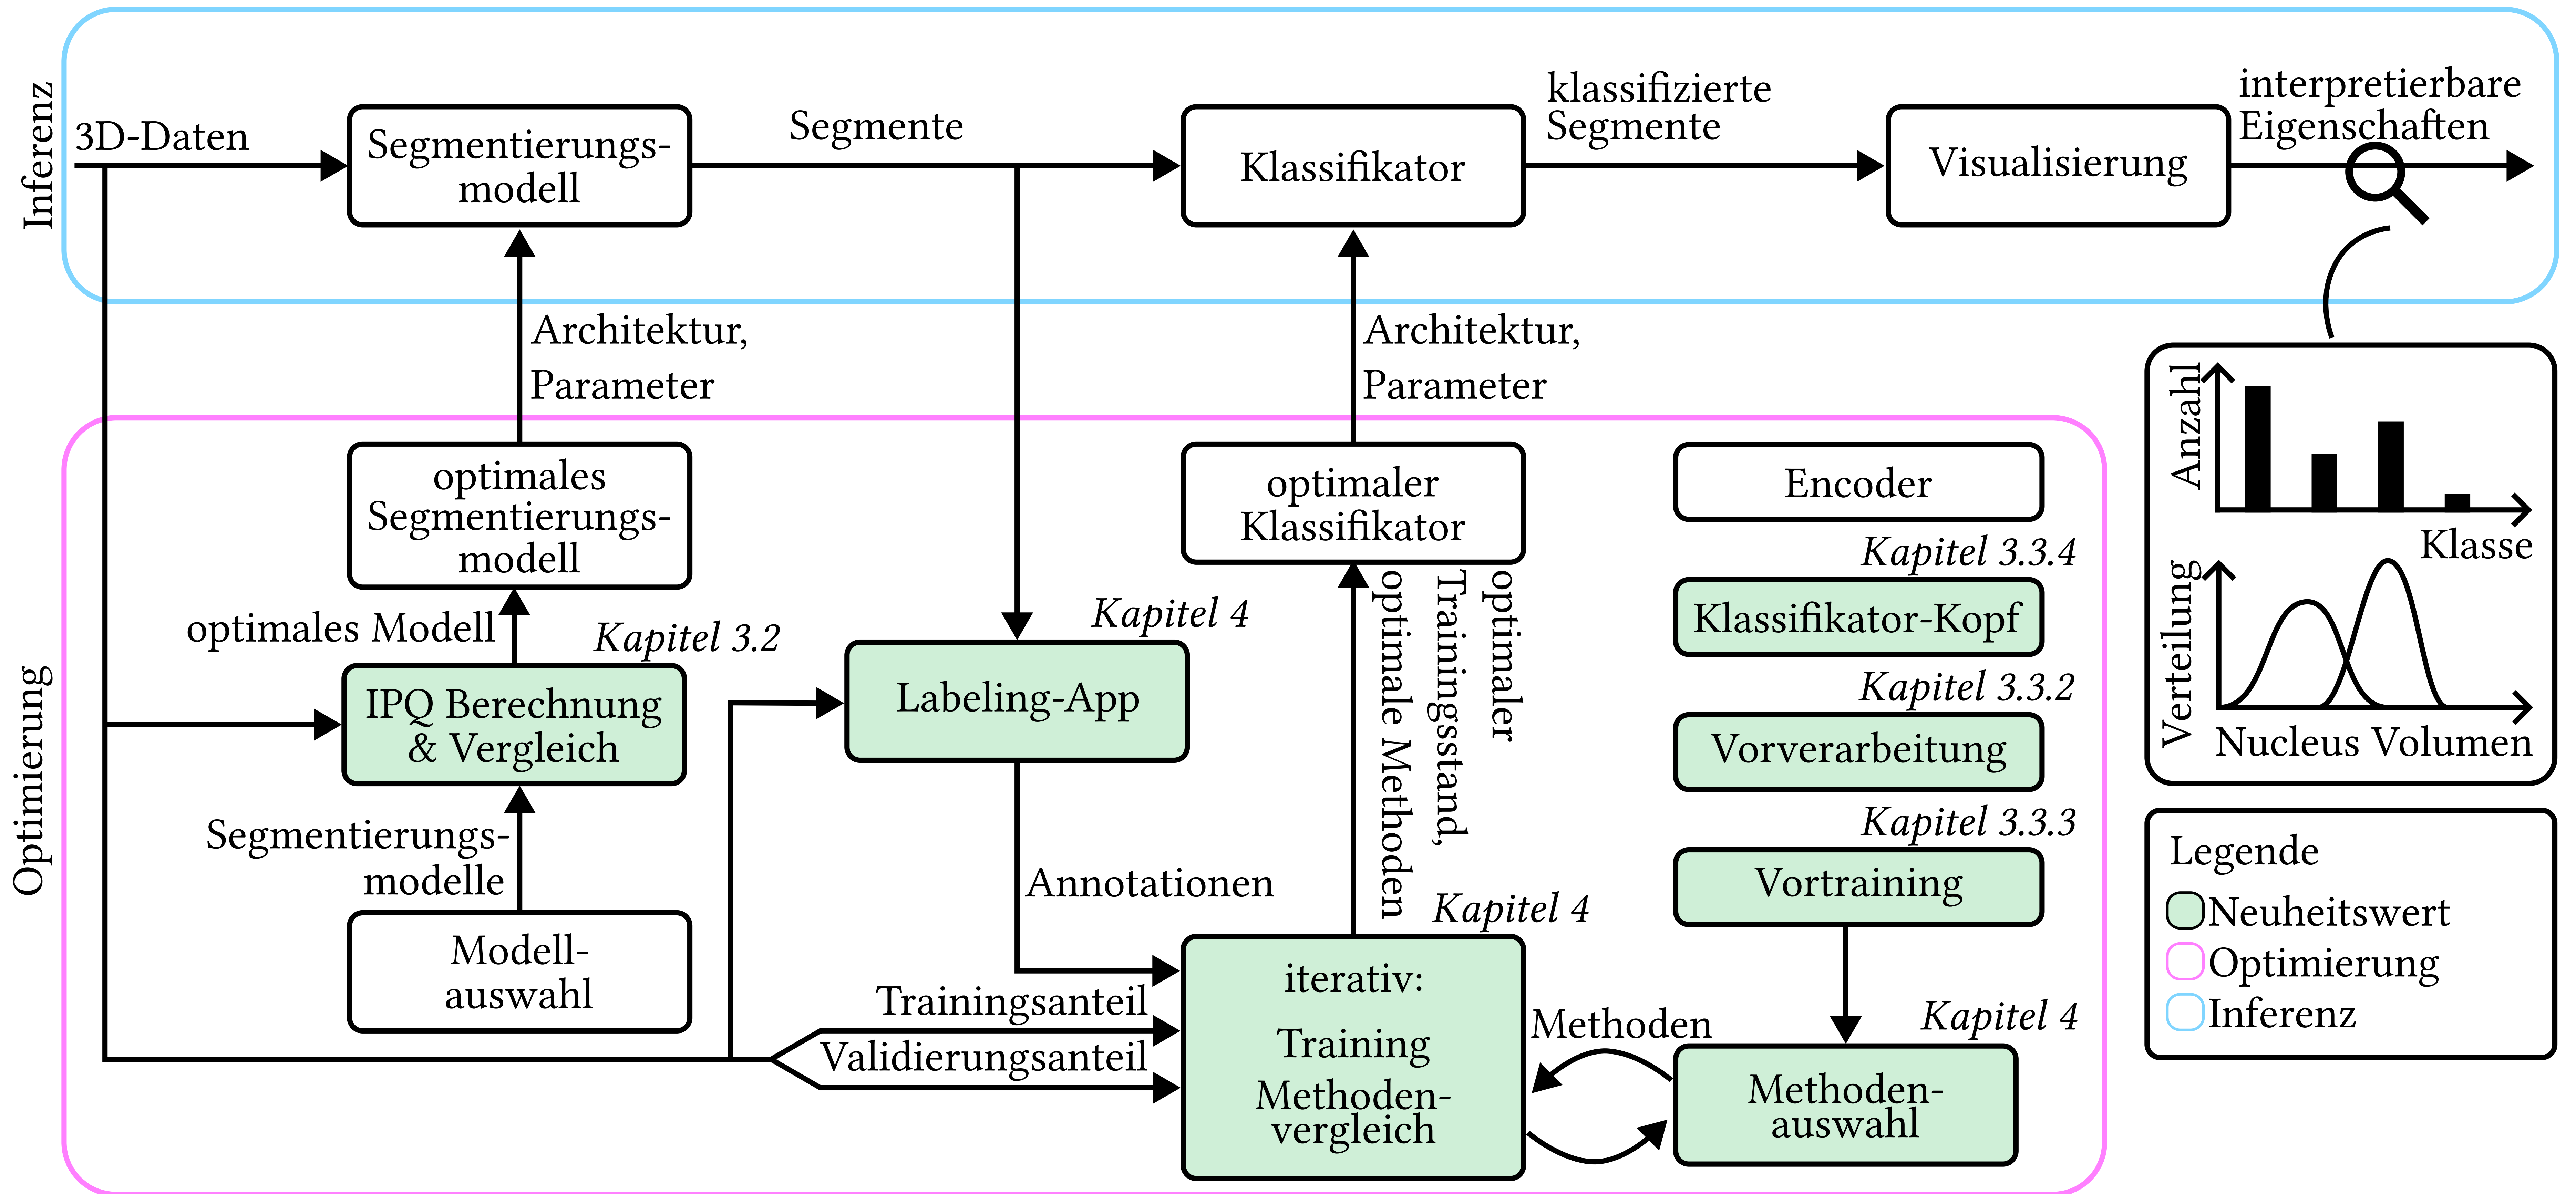 Inferenz
3D-Daten
Segmentierungs-
modell
Segmente
Klassifikator
klassifizierte
Segmente
Visualisierung
interpretierbare
Eigenschaften
Architektur,
Parameter
Architektur,
Parameter
Optimierung
optimales
Segmentierungs-
modell
optimales Modell
Kapitel 3.2
IPQ Berechnung
& Vergleich
Segmentierungs-
modelle
Modell-
auswahl
Kapitel 4
Labeling-App
Annotationen
Trainingsanteil
Validierungsanteil
optimaler
Klassifikator
optimaler
Trainingsstand,
optimale Methoden
Kapitel 4
iterativ:
Training
Methoden-
vergleich
Methoden
Encoder
Kapitel 3.3.4
Klassifikator-Kopf
Kapitel 3.3.2
Vorverarbeitung
Kapitel 3.3.3
Vortraining
Kapitel 4
Methoden-
auswahl
Anzahl
Klasse
Verteilung
Nucleus Volumen
Legende
Neuheitswert
Optimierung
Inferenz